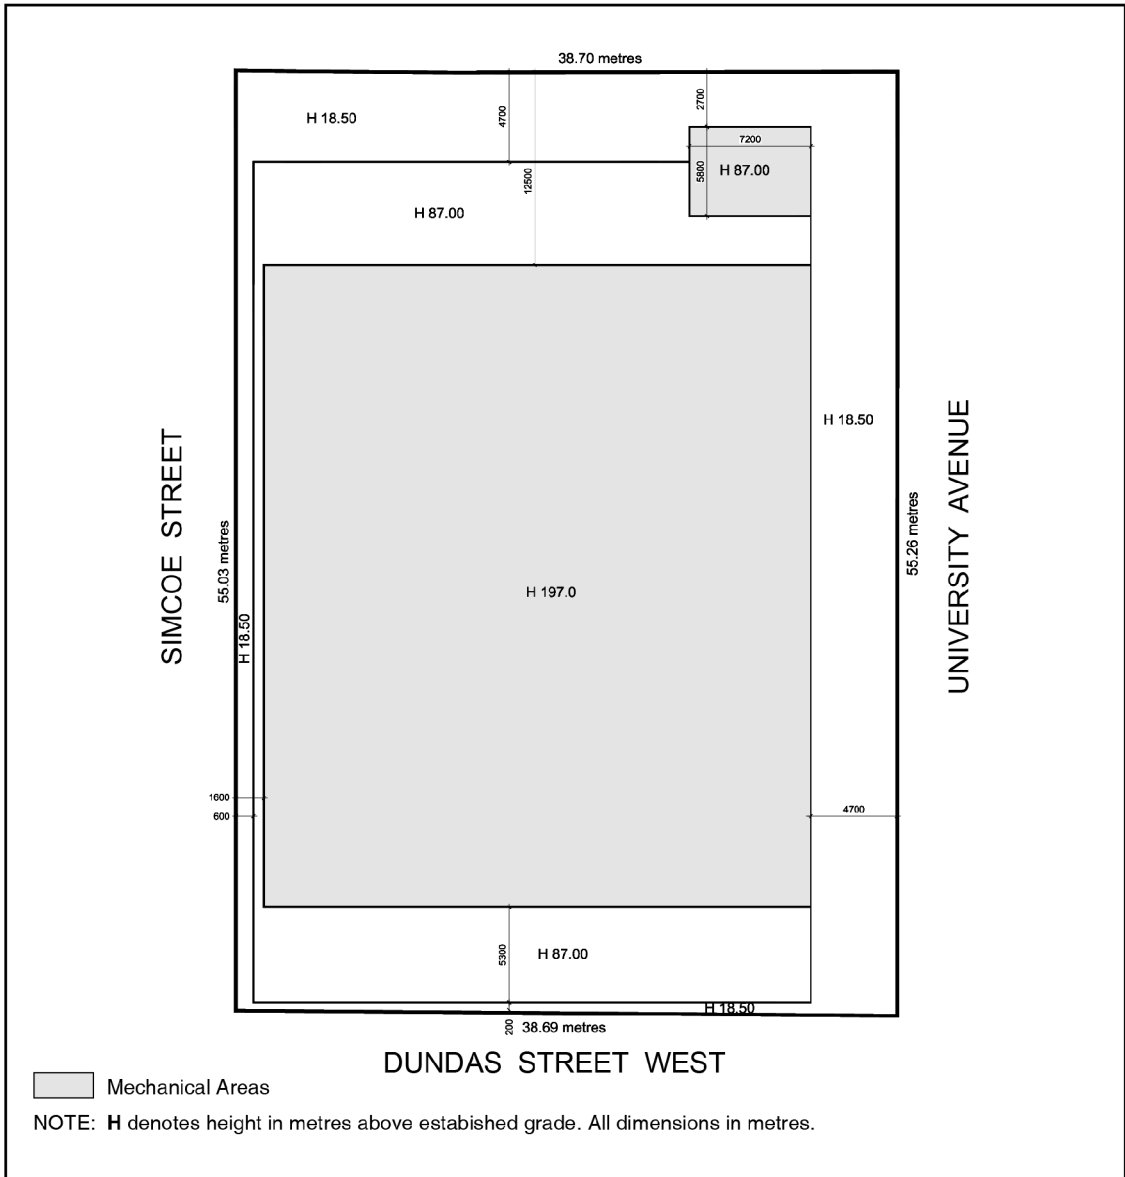 38.70 metres
H 18.50
4700
2700
7200
12500
5800
H 87.00
H 87.00
H 18.50
SIMCOE STREET
55.03 metres
H 18.50
H 197.0
55.26 metres
UNIVERSITY AVENUE
1600
600
4700
5300
H 87.00
H 18.50
200
38.69 metres
DUNDAS STREET WEST
Mechanical Areas
NOTE: H denotes height in metres above estabished grade. All dimensions in metres.